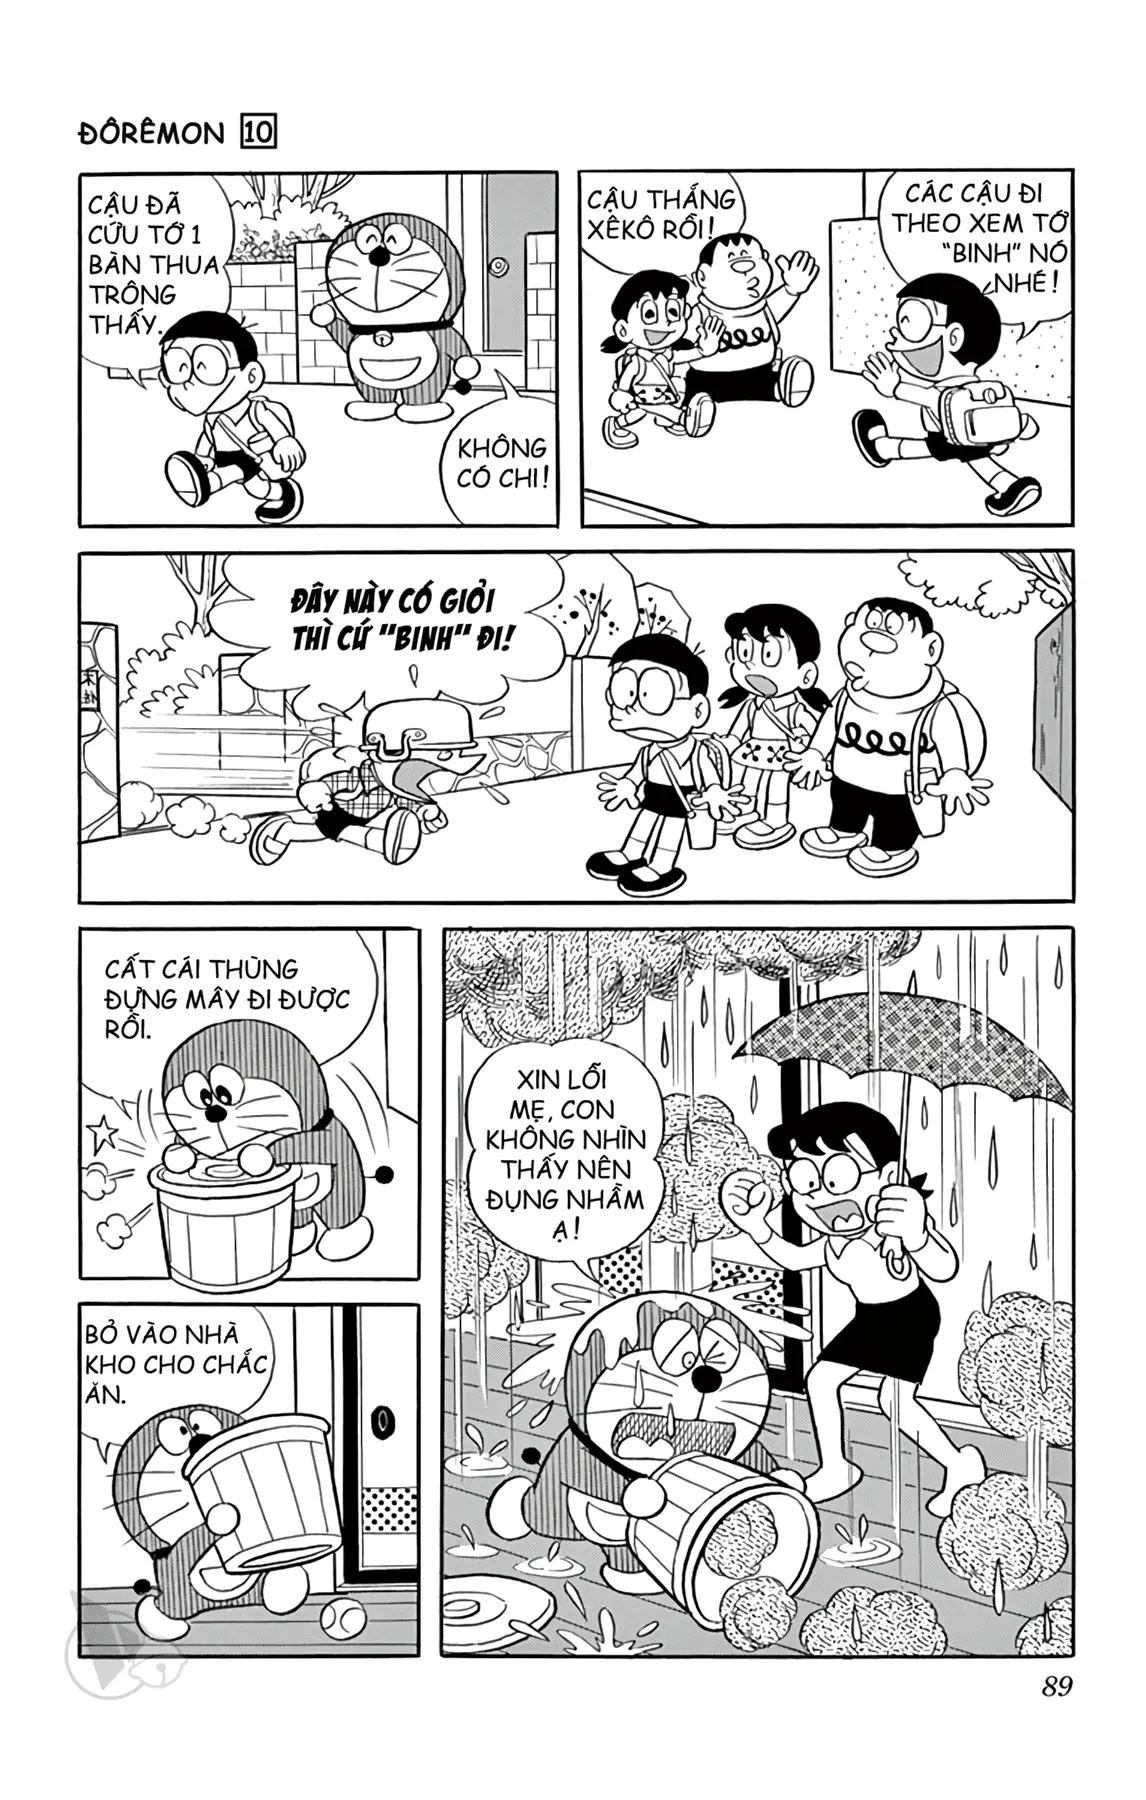 ĐÔRÊMON 10
CẬU ĐÃ
CỨU TỚ 1
BÀN THUA
TRÔNG
THẤY.
KHÔNG
CÓ CHI!
CẬU THẮNG
XÊKÔ RỒI!
CÁC CẬU ĐI
THEO XEM TỚ
“BINH” NÓ
NHÉ!
ĐÂY NÀY CÓ GIỎI
THÌ CỨ “BINH” ĐI!
CẤT CÁI THÙNG
ĐỰNG MÂY ĐI ĐƯỢC
RỒI.
BỎ VÀO NHÀ
KHO CHO CHẮC
ĂN.
XIN LỖI
MẸ, CON
KHÔNG NHÌN
THẤY NÊN
ĐỤNG NHẦM
Ạ!
89